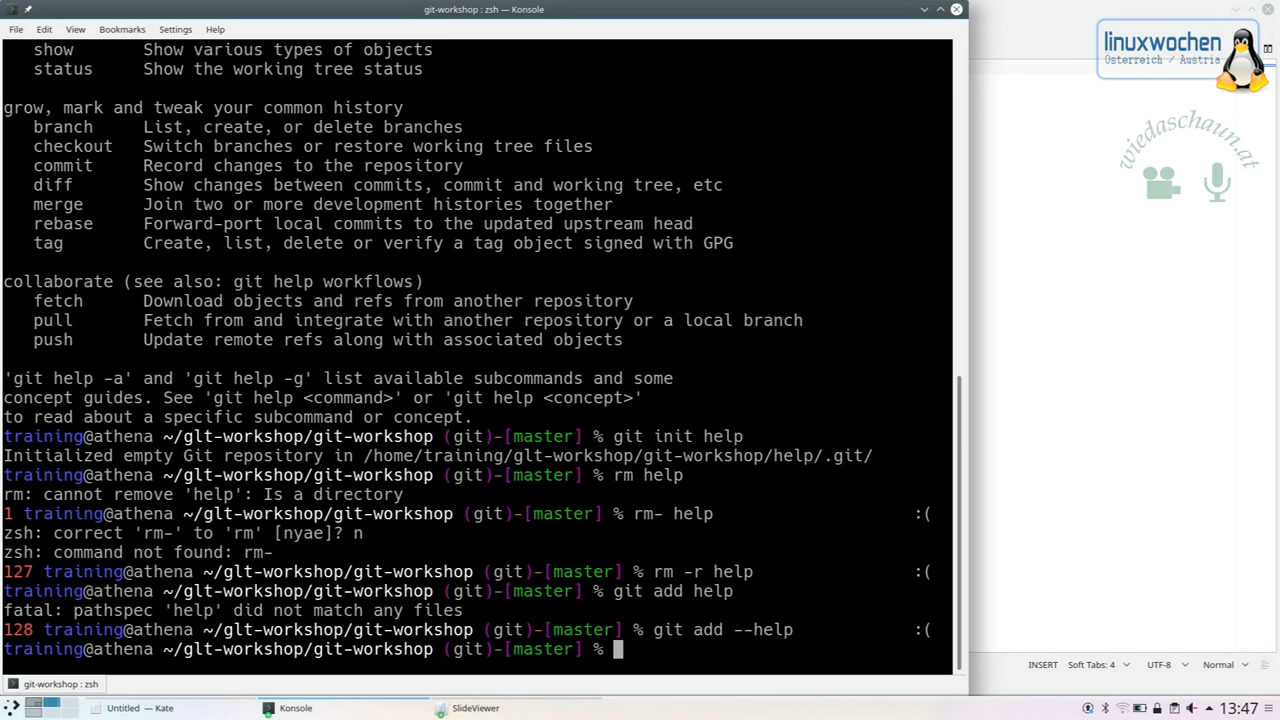 git-workshop : zsh — Konsole
File Edit View Bookmarks Settings Help
show Show various types of objects
status Show the working tree status
grow, mark and tweak your common history
branch List, create, or delete branches
checkout Switch branches or restore working tree files
commit Record changes to the repository
diff Show changes between commits, commit and working tree, etc
merge Join two or more development histories together
rebase Forward-port local commits to the updated upstream head
tag Create, list, delete or verify a tag object signed with GPG
collaborate (see also: git help workflows)
fetch Download objects and refs from another repository
pull Fetch from and integrate with another repository or a local branch
push Update remote refs along with associated objects
'git help -a' and 'git help -g' list available subcommands and some
concept guides. See 'git help <command>' or 'git help <concept>'
to read about a specific subcommand or concept.
training@athena ~/glt-workshop/git-workshop (git)-[master] % git init help
Initialized empty Git repository in /home/training/glt-workshop/git-workshop/help/.git/
training@athena ~/glt-workshop/git-workshop (git)-[master] % rm help
rm: cannot remove 'help': Is a directory
1 training@athena ~/glt-workshop/git-workshop (git)-[master] % rm- help :(
zsh: correct 'rm-' to 'rm' [nyae]? n
zsh: command not found: rm-
127 training@athena ~/glt-workshop/git-workshop (git)-[master] % rm -r help :(
training@athena ~/glt-workshop/git-workshop (git)-[master] % git add help
fatal: pathspec 'help' did not match any files
128 training@athena ~/glt-workshop/git-workshop (git)-[master] % git add --help :(
training@athena ~/glt-workshop/git-workshop (git)-[master] %
git-workshop : zsh
linuxwochen
Österreich / Austria
wiedaschaun.at
INSERT Soft Tabs: 4 UTF-8 Normal
Untitled — Kate Konsole SlideViewer 13:47